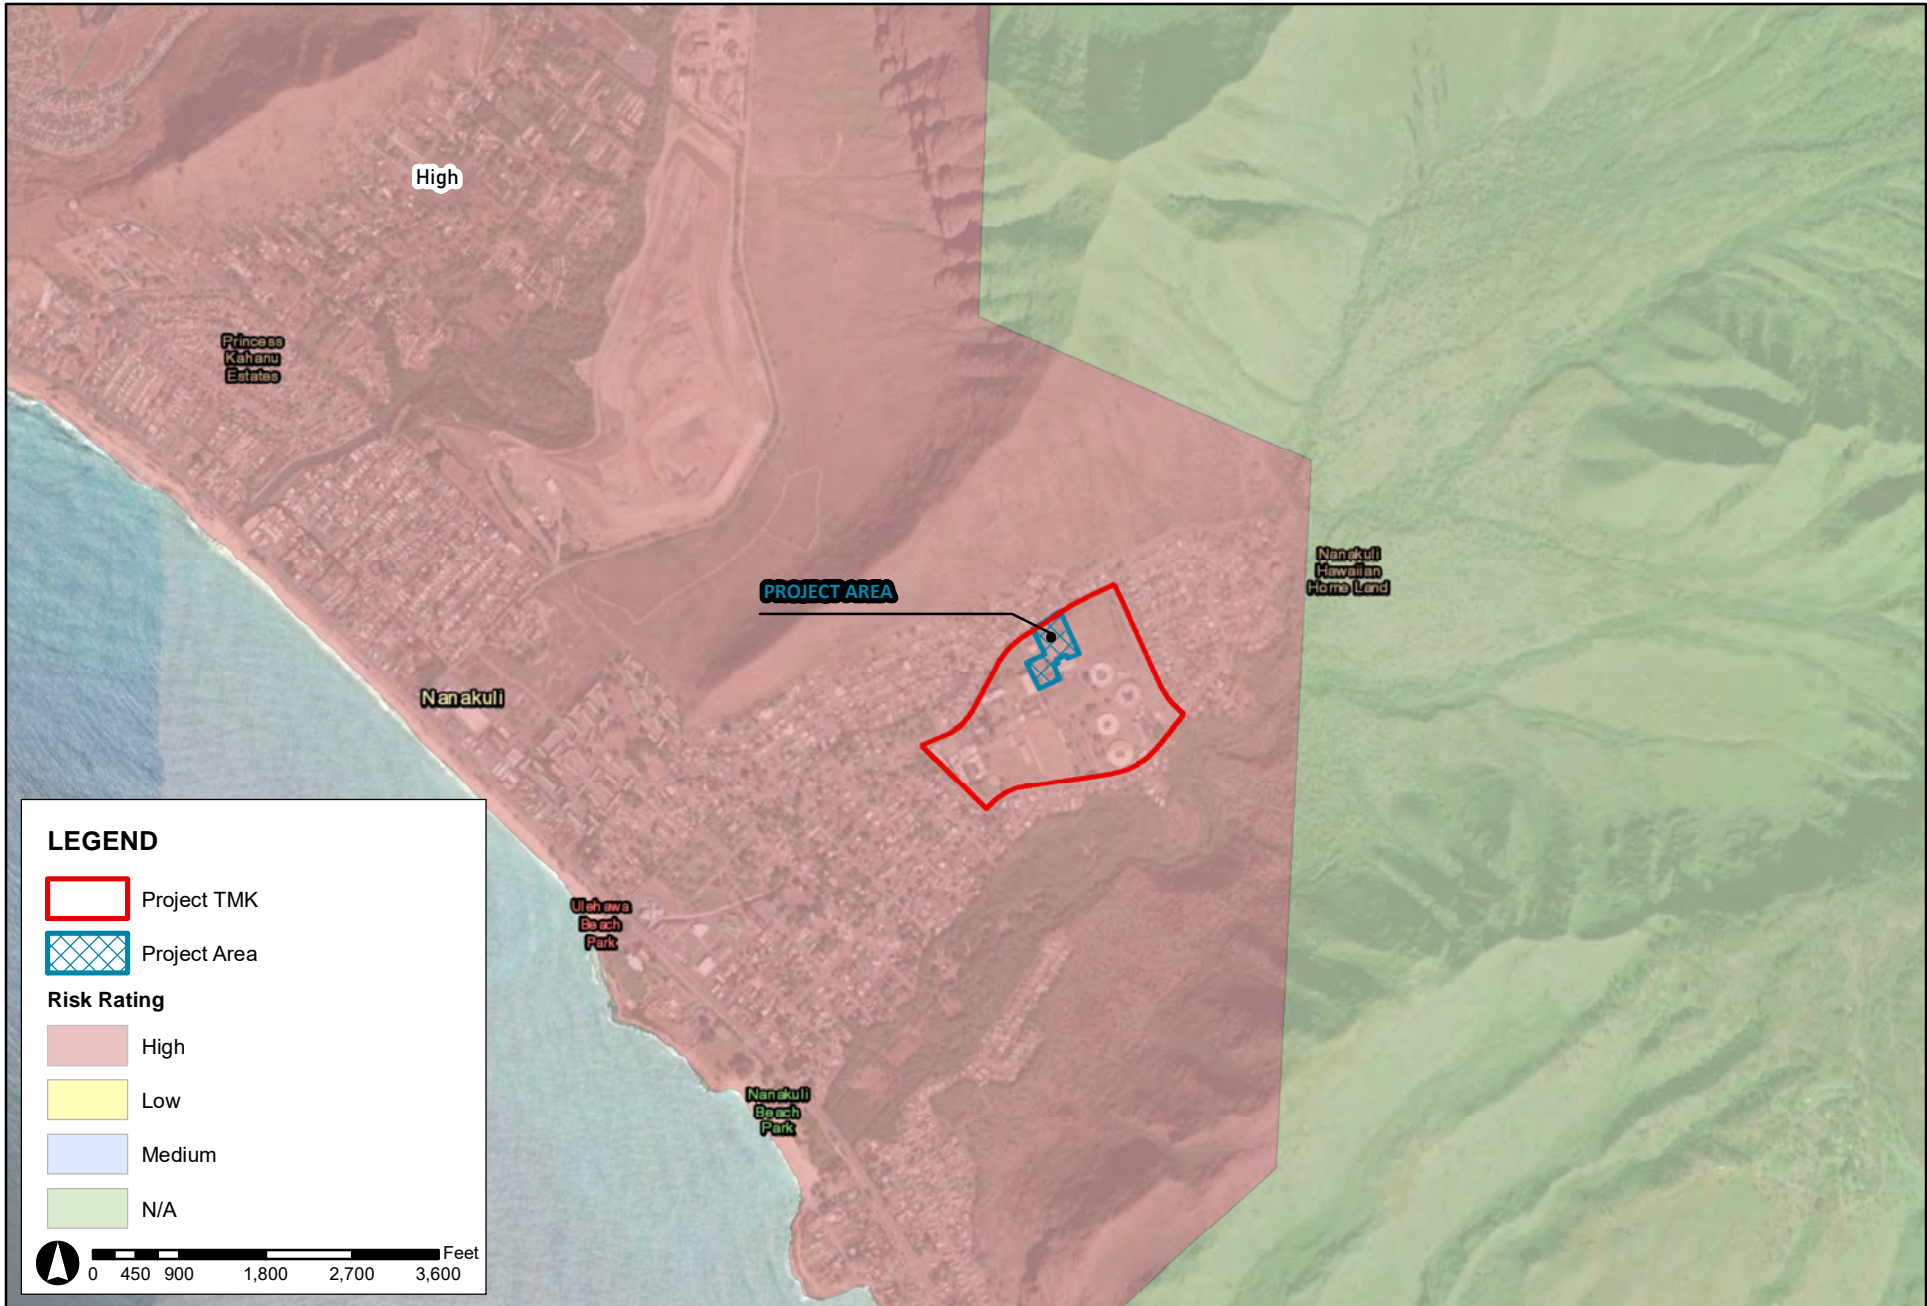 High
Princess
Kahanu
Estates
PROJECT AREA
Nanakuli
Hawaiian
Home Land
Nanakuli
Ulehawa
Beach
Park
Nanakuli
Beach
Park
LEGEND
Project TMK
Project Area
Risk Rating
High
Low
Medium
N/A
Feet
0 450 900 1,800 2,700 3,600